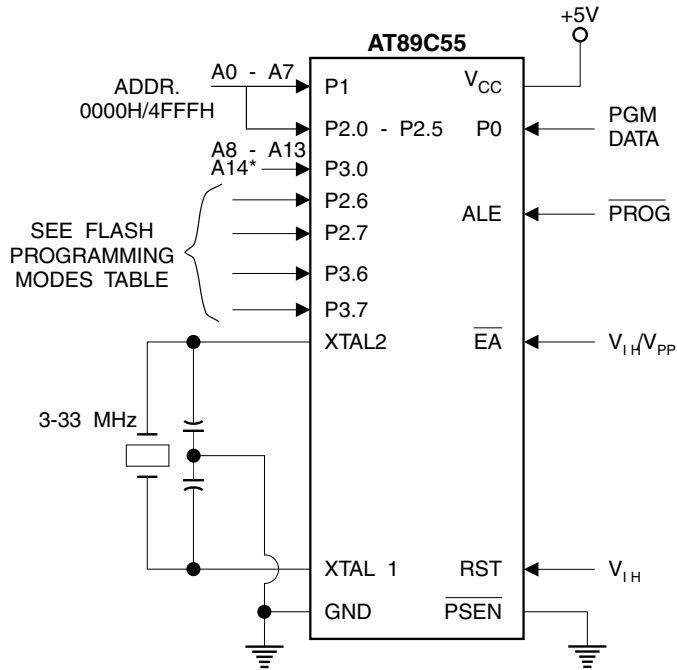 +5V
AT89C55
A0 - A7
ADDR.
0000H/4FFFH
P1
VCC
P2.0 - P2.5
P0
PGM
DATA
A8 - A13
A14*
P3.0
P2.6
ALE
PROG
SEE FLASH
PROGRAMMING
MODES TABLE
P2.7
P3.6
P3.7
XTAL2
EA
VIH/VPP
3-33 MHz
XTAL 1
RST
VIH
GND
PSEN